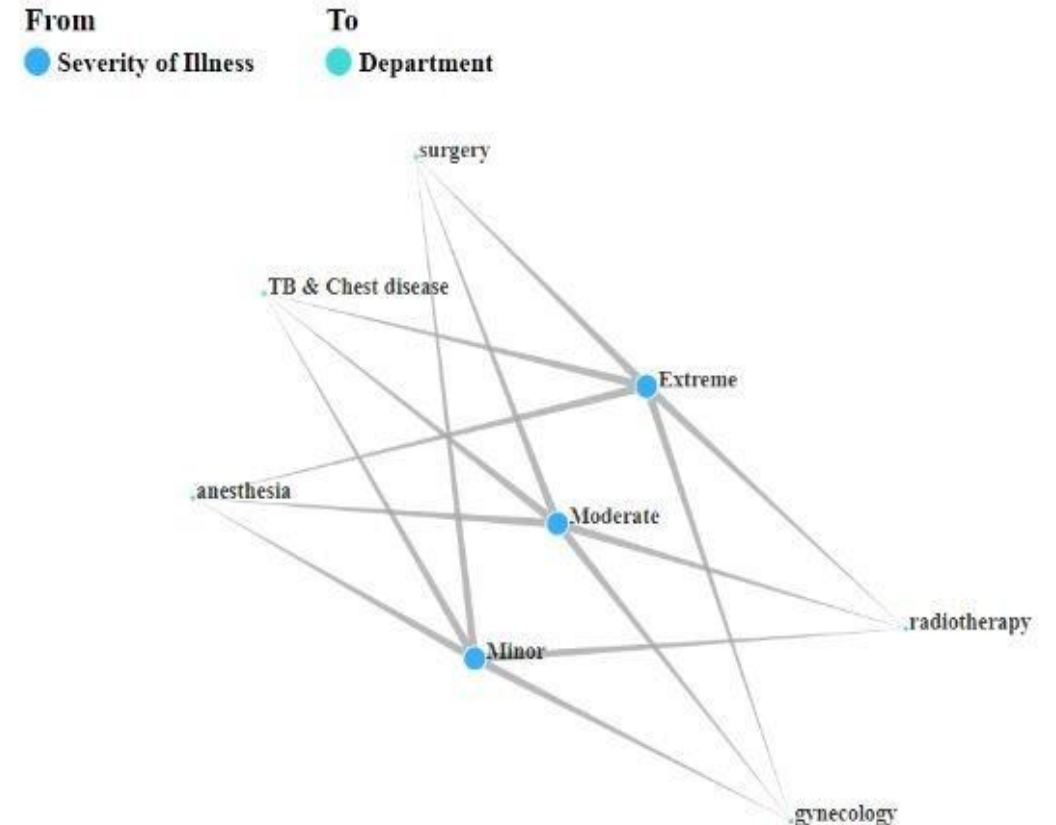 From To
Severity of Illness Department
surgery
TB & Chest disease
Extreme
anesthesia
Moderate
radiotherapy
Minor
gynecology